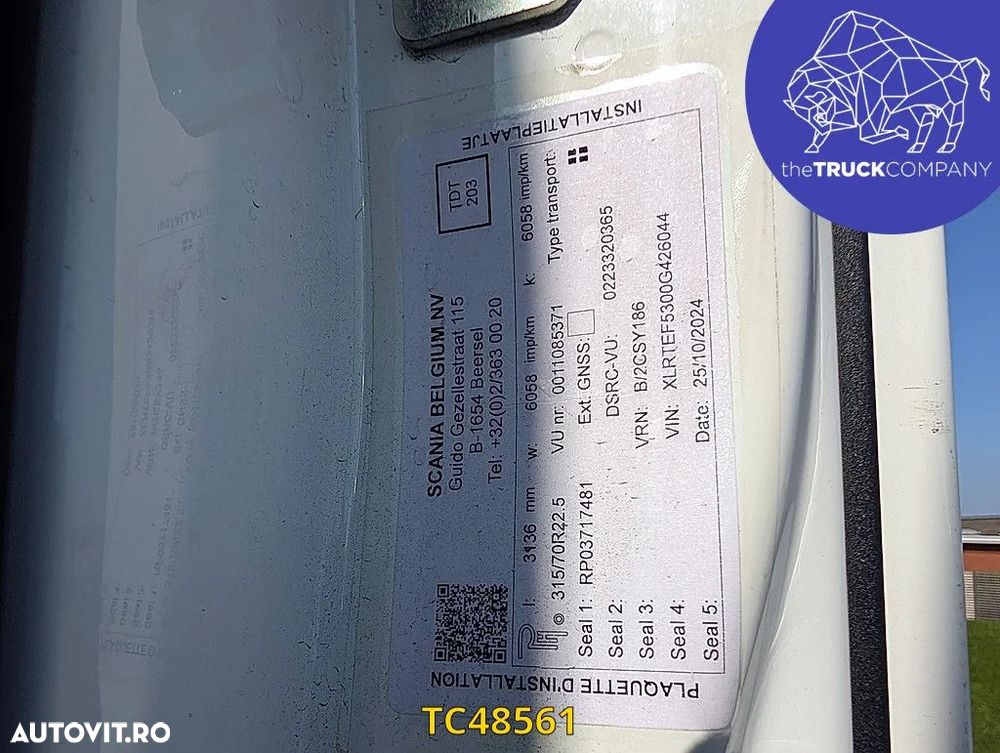 theTRUCKCOMPANY
INSTALLATIEPLAATJE
SCANIA BELGIUM NV
Guido Gezellestraat 115
B-1654 Beersel
Tel: +32(0)2/363 00 20
TDT
203
l: 3136 mm w: 6058 imp/km k: 6058 imp/km
315/70R22.5 VU nr: 0011085371 Type transport:
Seal 1: RP03717481 Ext. GNSS:
Seal 2: DSRC-VU: 0223320365
Seal 3: VRN: B/2CSY186
Seal 4: VIN: XLRTEF5300G426044
Seal 5: Date: 25/10/2024
PLAQUETTE D'INSTALLATION
TC48561
AUTOVIT.RO